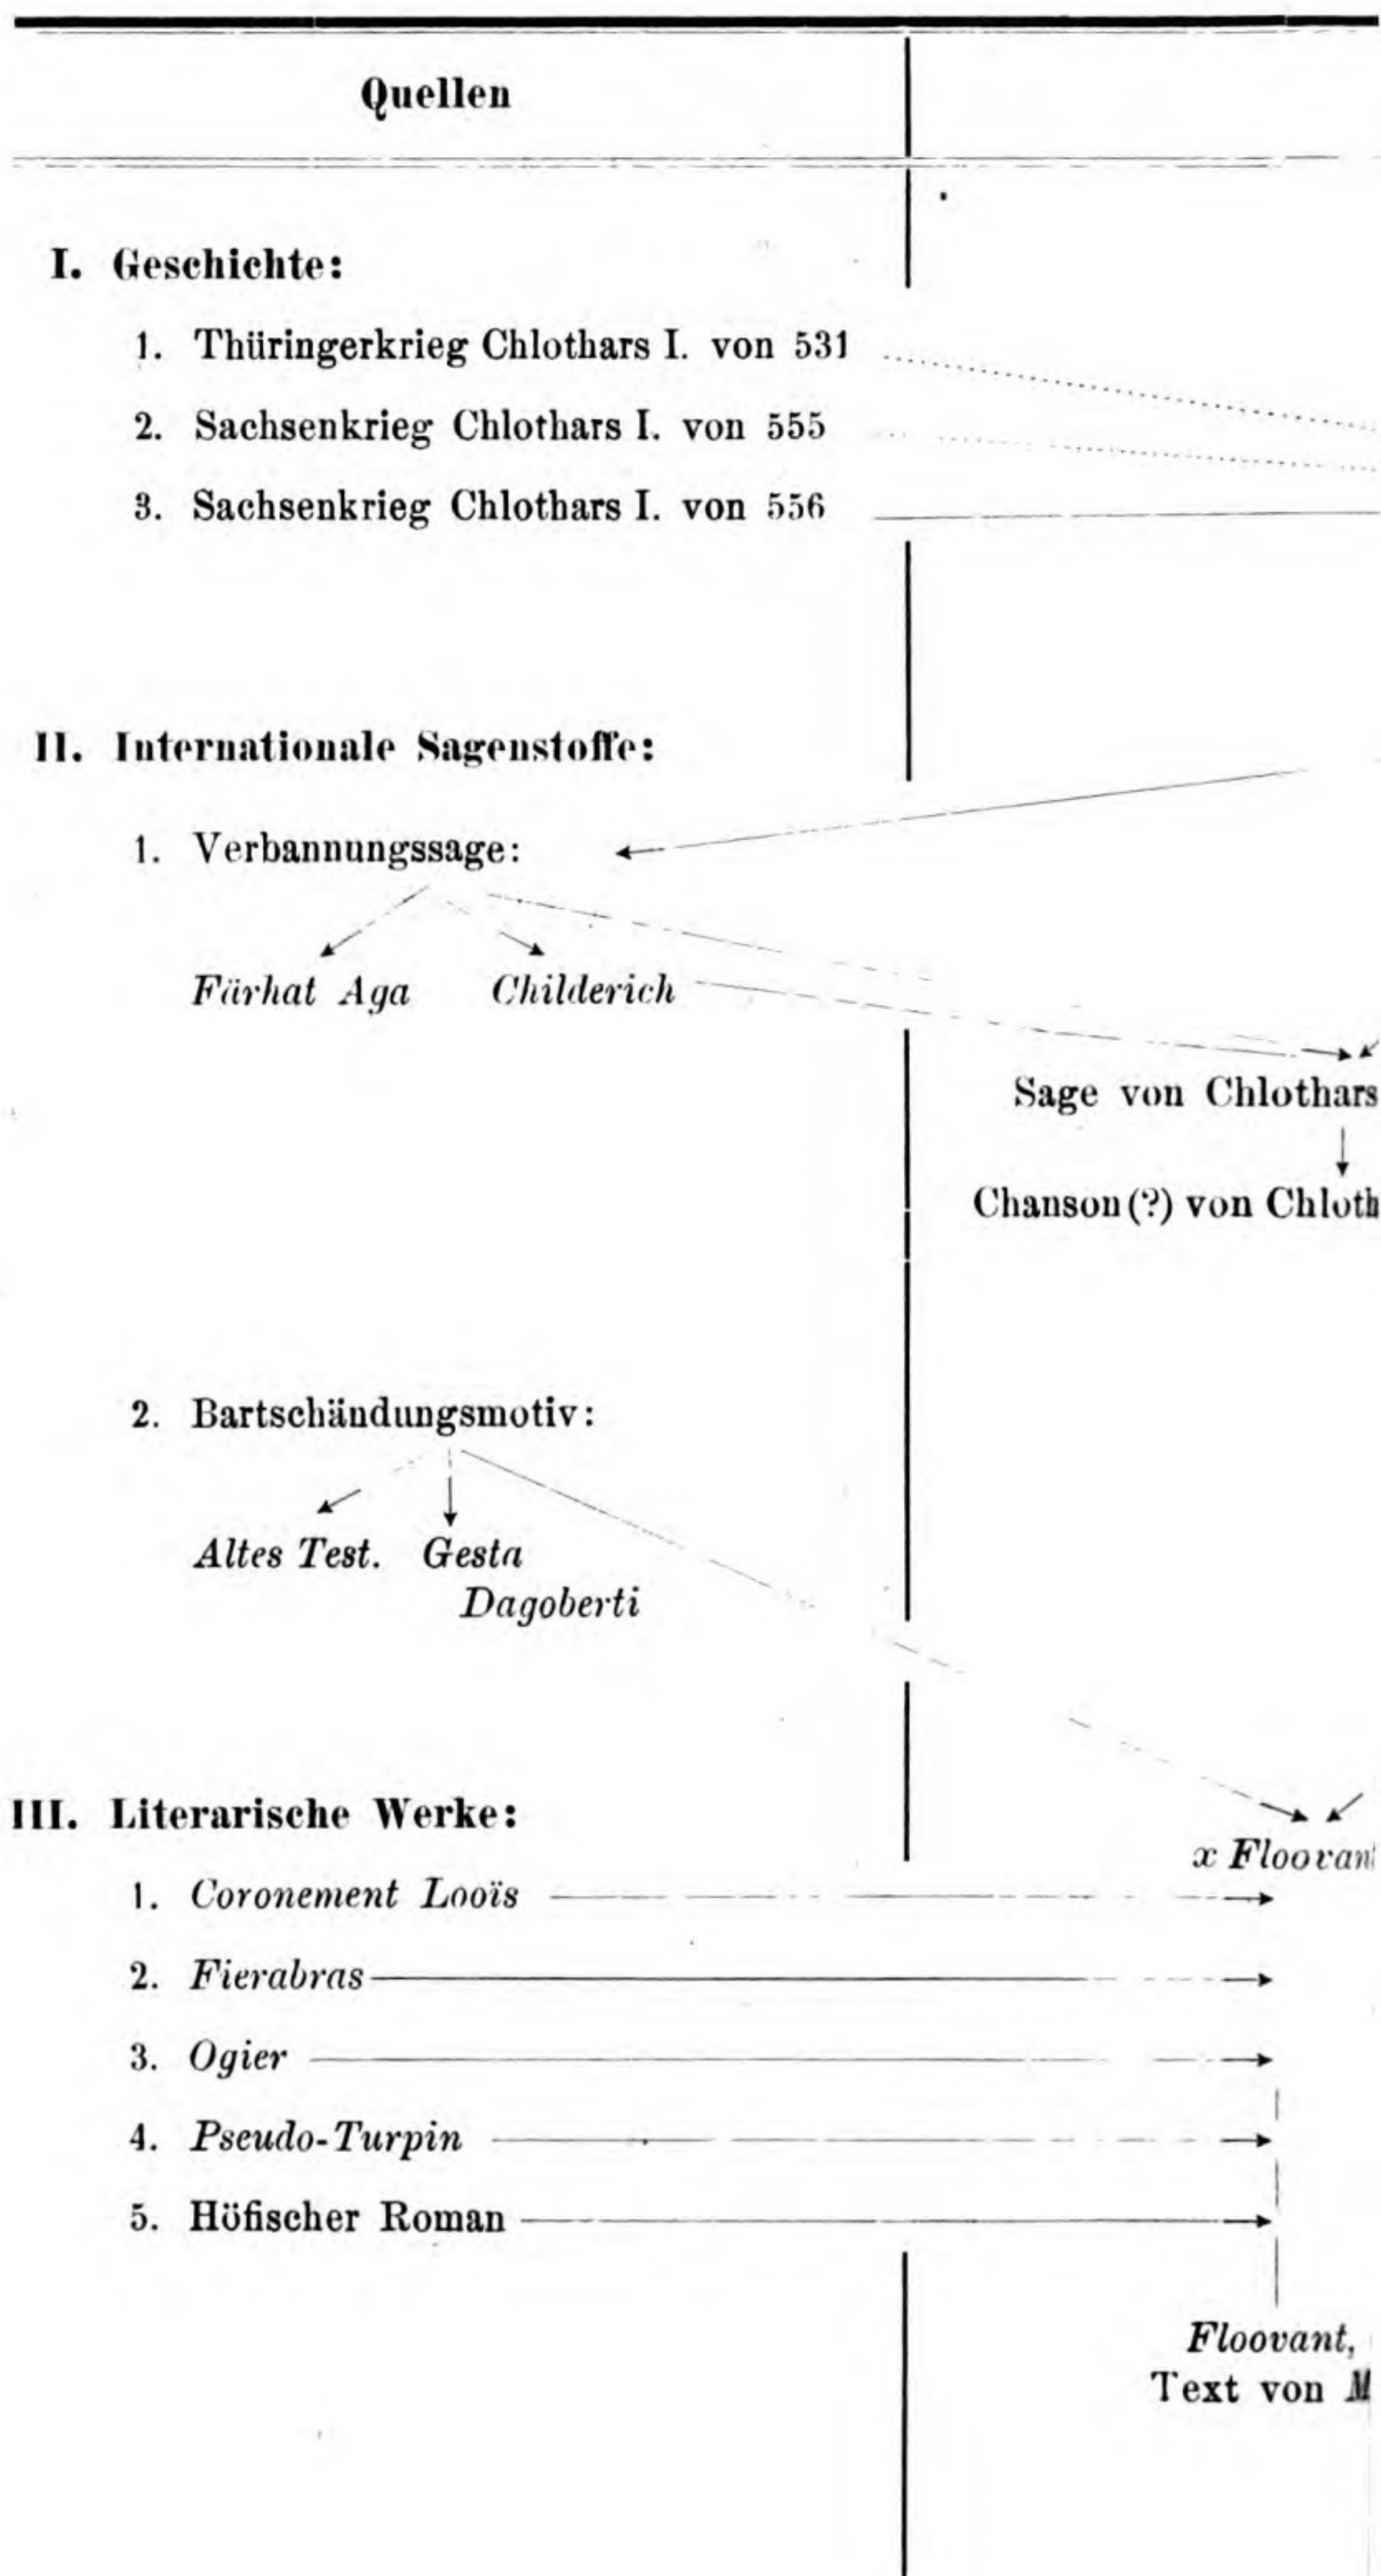 Quellen
I. Geschichte:
1. Thüringerkrieg Chlothars I. von 531
2. Sachsenkrieg Chlothars I. von 555
3. Sachsenkrieg Chlothars I. von 556
II. Internationale Sagenstoffe:
1. Verbannungssage:
Färhat Aga Childerich
Sage von Chlothars
Chanson (?) von Chloth
2. Bartschändungsmotiv:
Altes Test. Gesta
Dagoberti
III. Literarische Werke:
x Floovant
1. Coronement Looïs
2. Fierabras
3. Ogier
4. Pseudo-Turpin
5. Höfischer Roman
Floovant,
Text von M